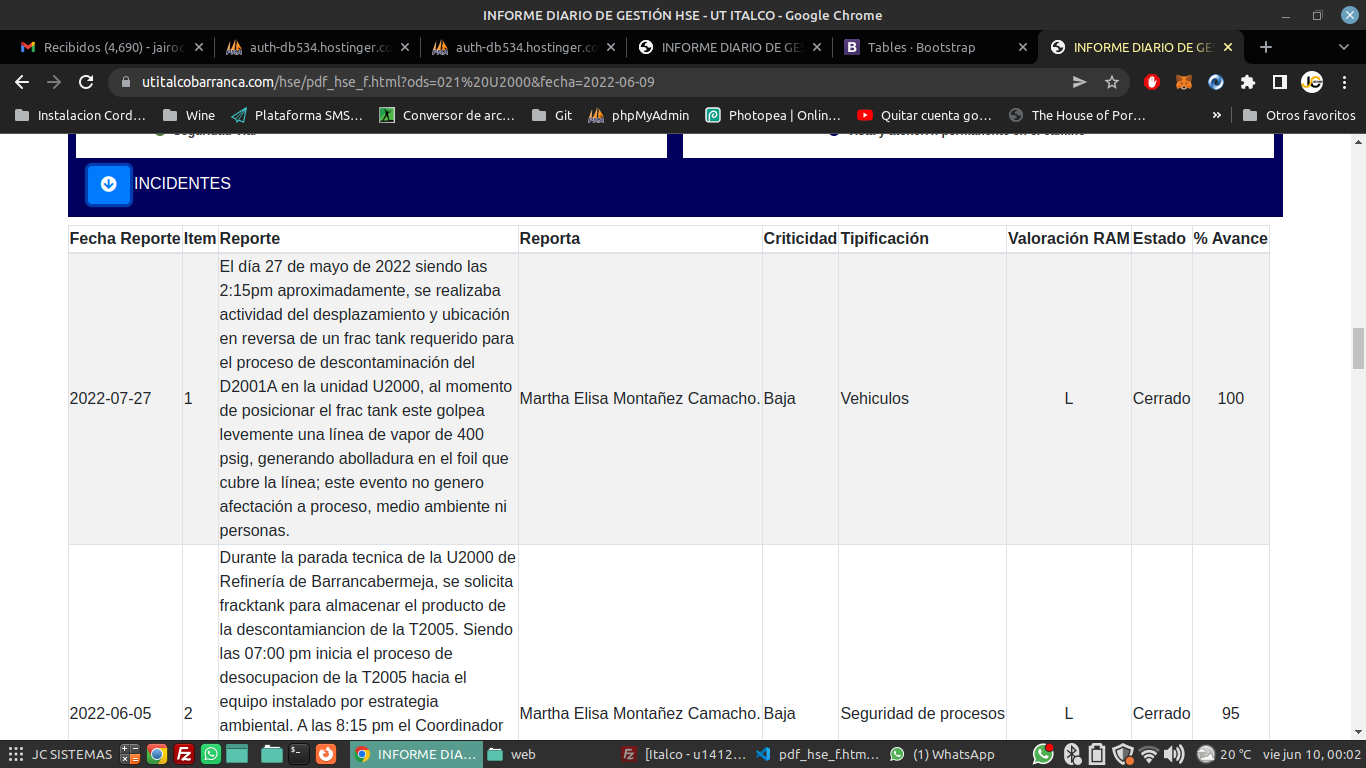 INFORME DIARIO DE GESTIÓN HSE - UT ITALCO - Google Chrome
Recibidos (4,690) - jairoc
auth-db534.hostinger.co
auth-db534.hostinger.co
INFORME DIARIO DE GE
Tables · Bootstrap
INFORME DIARIO DE GE
utitalcobarranca.com/hse/pdf_hse_f.html?ods=021%20U2000&fecha=2022-06-09
Instalacion Cord…
Wine
Plataforma SMS…
Conversor de arc…
Git
phpMyAdmin
Photopea | Onlin…
Quitar cuenta go…
The House of Por…
»
Otros favoritos
INCIDENTES
Fecha Reporte Item Reporte Reporta Criticidad Tipificación Valoración RAM Estado % Avance
El día 27 de mayo de 2022 siendo las
2:15pm aproximadamente, se realizaba
actividad del desplazamiento y ubicación
en reversa de un frac tank requerido para
el proceso de descontaminación del
D2001A en la unidad U2000, al momento
2022-07-27 1 de posicionar el frac tank este golpea Martha Elisa Montañez Camacho. Baja Vehiculos L Cerrado 100
levemente una línea de vapor de 400
psig, generando abolladura en el foil que
cubre la línea; este evento no genero
afectación a proceso, medio ambiente ni
personas.
Durante la parada tecnica de la U2000 de
Refinería de Barrancabermeja, se solicita
fracktank para almacenar el producto de
la descontamiancion de la T2005. Siendo
las 07:00 pm inicia el proceso de
desocupacion de la T2005 hacia el
equipo instalado por estrategia
2022-06-05 2 ambiental. A las 8:15 pm el Coordinador Martha Elisa Montañez Camacho. Baja Seguridad de procesos L Cerrado 95
JC SISTEMAS
INFORME DIA…
web
[Italco - u1412…
pdf_hse_f.htm…
(1) WhatsApp
20 °C
vie jun 10, 00:02